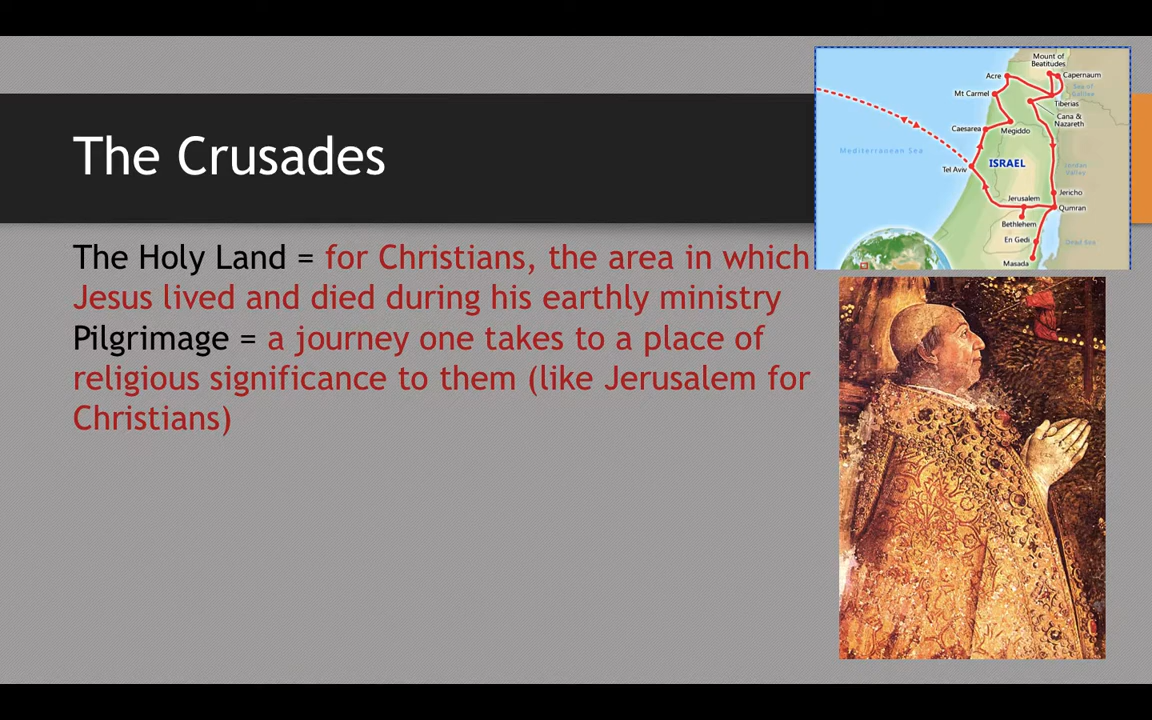 The Crusades
The Holy Land = for Christians, the area in which
Jesus lived and died during his earthly ministry
Pilgrimage = a journey one takes to a place of
religious significance to them (like Jerusalem for
Christians)
Mount of
Beatitudes
Acre
Capernaum
Sea of
Galilee
Mt Carmel
Tiberias
Cana &
Nazareth
Caesarea
Megiddo
Mediterranean Sea
ISRAEL
Tel Aviv
Jordan
Valley
Jericho
Jerusalem
Qumran
Bethlehem
En Gedi
Dead Sea
Masada